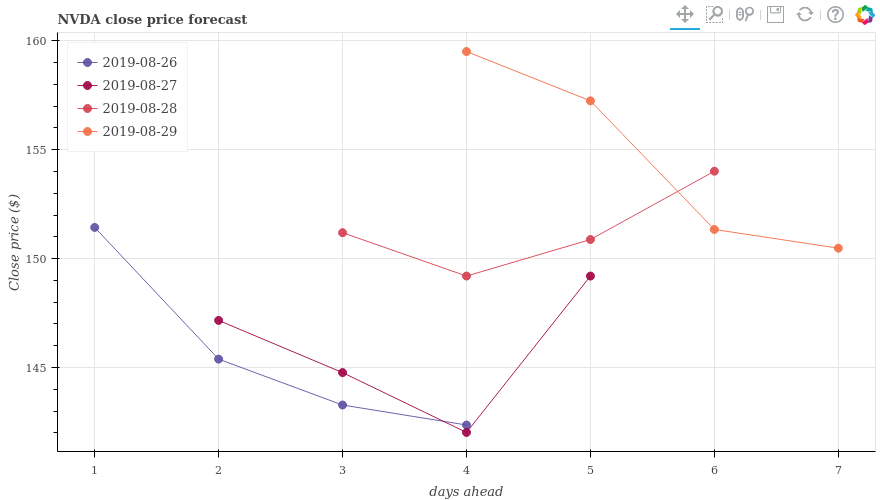 NVDA close price forecast
2019-08-26
2019-08-27
2019-08-28
2019-08-29
160
155
150
145
Close price ($)
1 2 3 4 5 6 7
days ahead